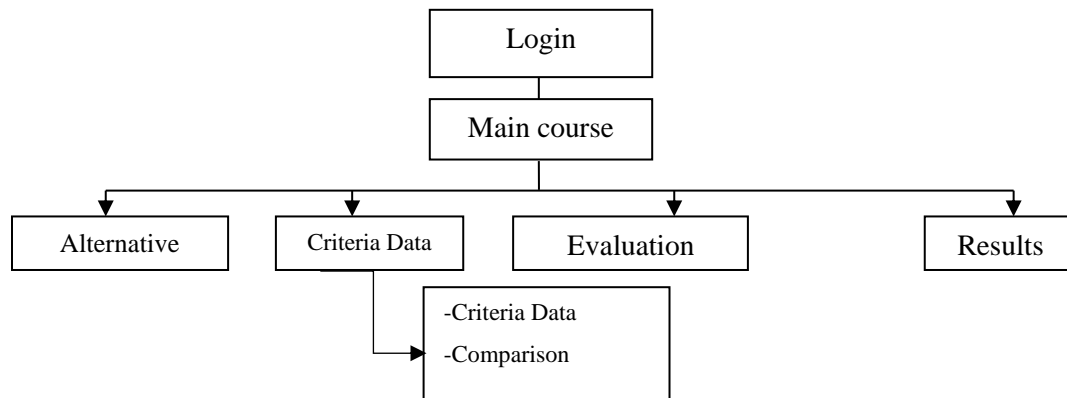 Login
Main course
Alternative
Criteria Data
Evaluation
Results
-Criteria Data
-Comparison